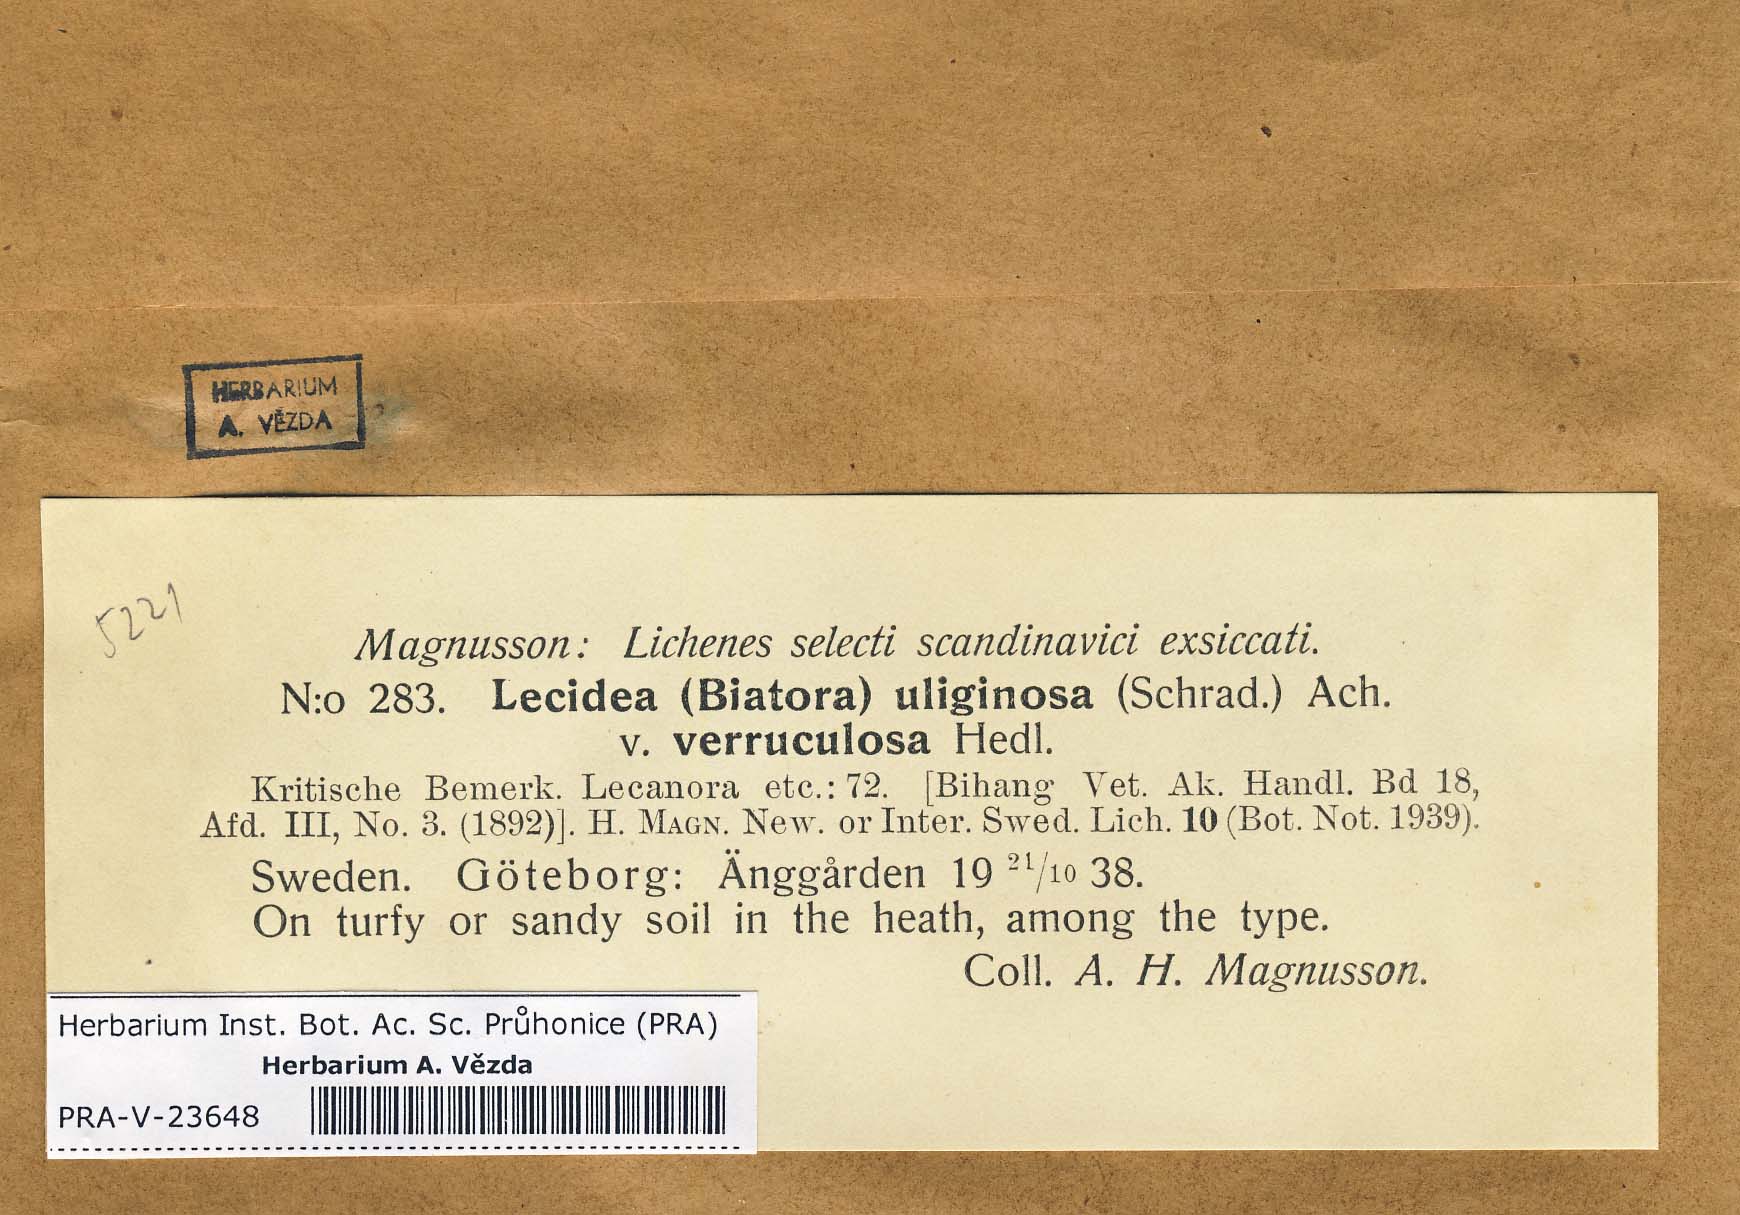 HERBARIUM
A. VĚZDA
5221
Magnusson: Lichenes selecti scandinavici exsiccati.
N:o 283. Lecidea (Biatora) uliginosa (Schrad.) Ach.
v. verruculosa Hedl.
Kritische Bemerk. Lecanora etc.: 72. [Bihang Vet. Ak. Handl. Bd 18,
Afd. III, No. 3. (1892)]. H. MAGN. New. or Inter. Swed. Lich. 10 (Bot. Not. 1939).
Sweden. Göteborg: Änggården 19 21/10 38.
On turfy or sandy soil in the heath, among the type.
Coll. A. H. Magnusson.
Herbarium Inst. Bot. Ac. Sc. Průhonice (PRA)
Herbarium A. Vězda
PRA-V-23648